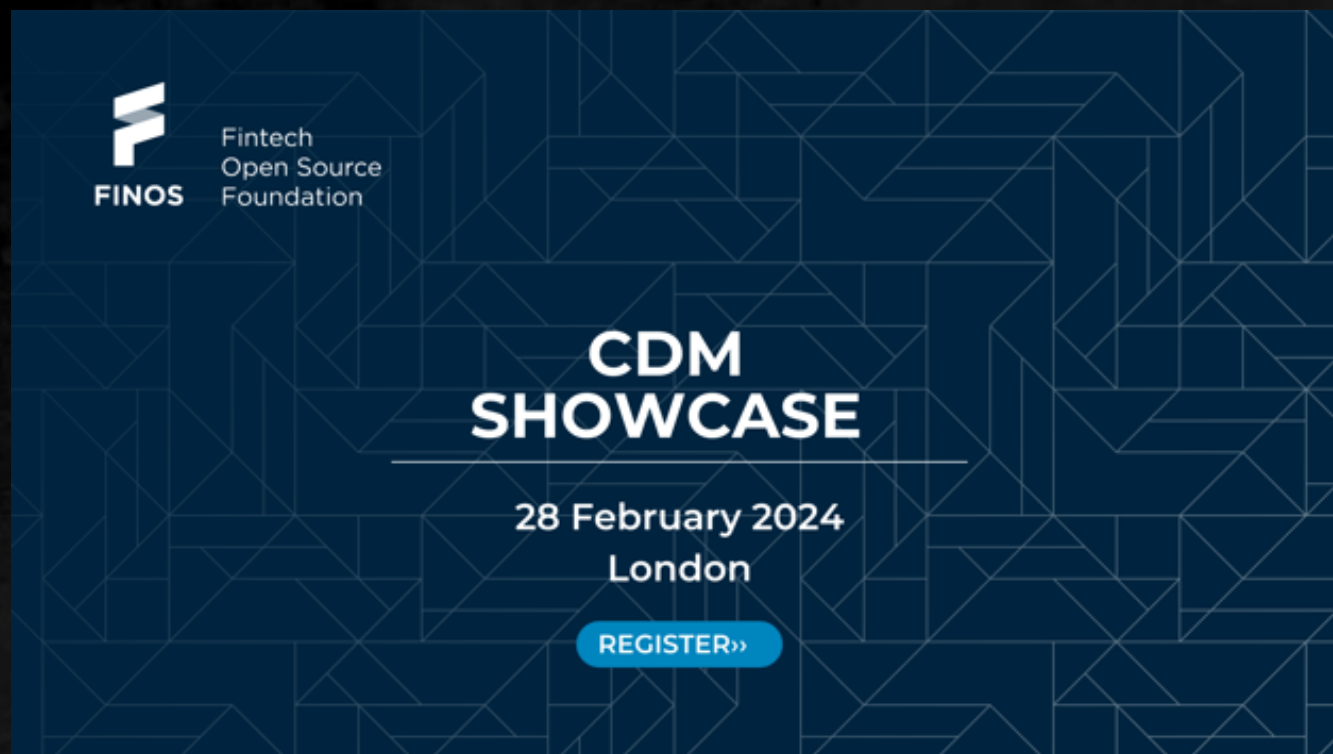 FINOS
Fintech
Open Source
Foundation
CDM
SHOWCASE
28 February 2024
London
REGISTER››